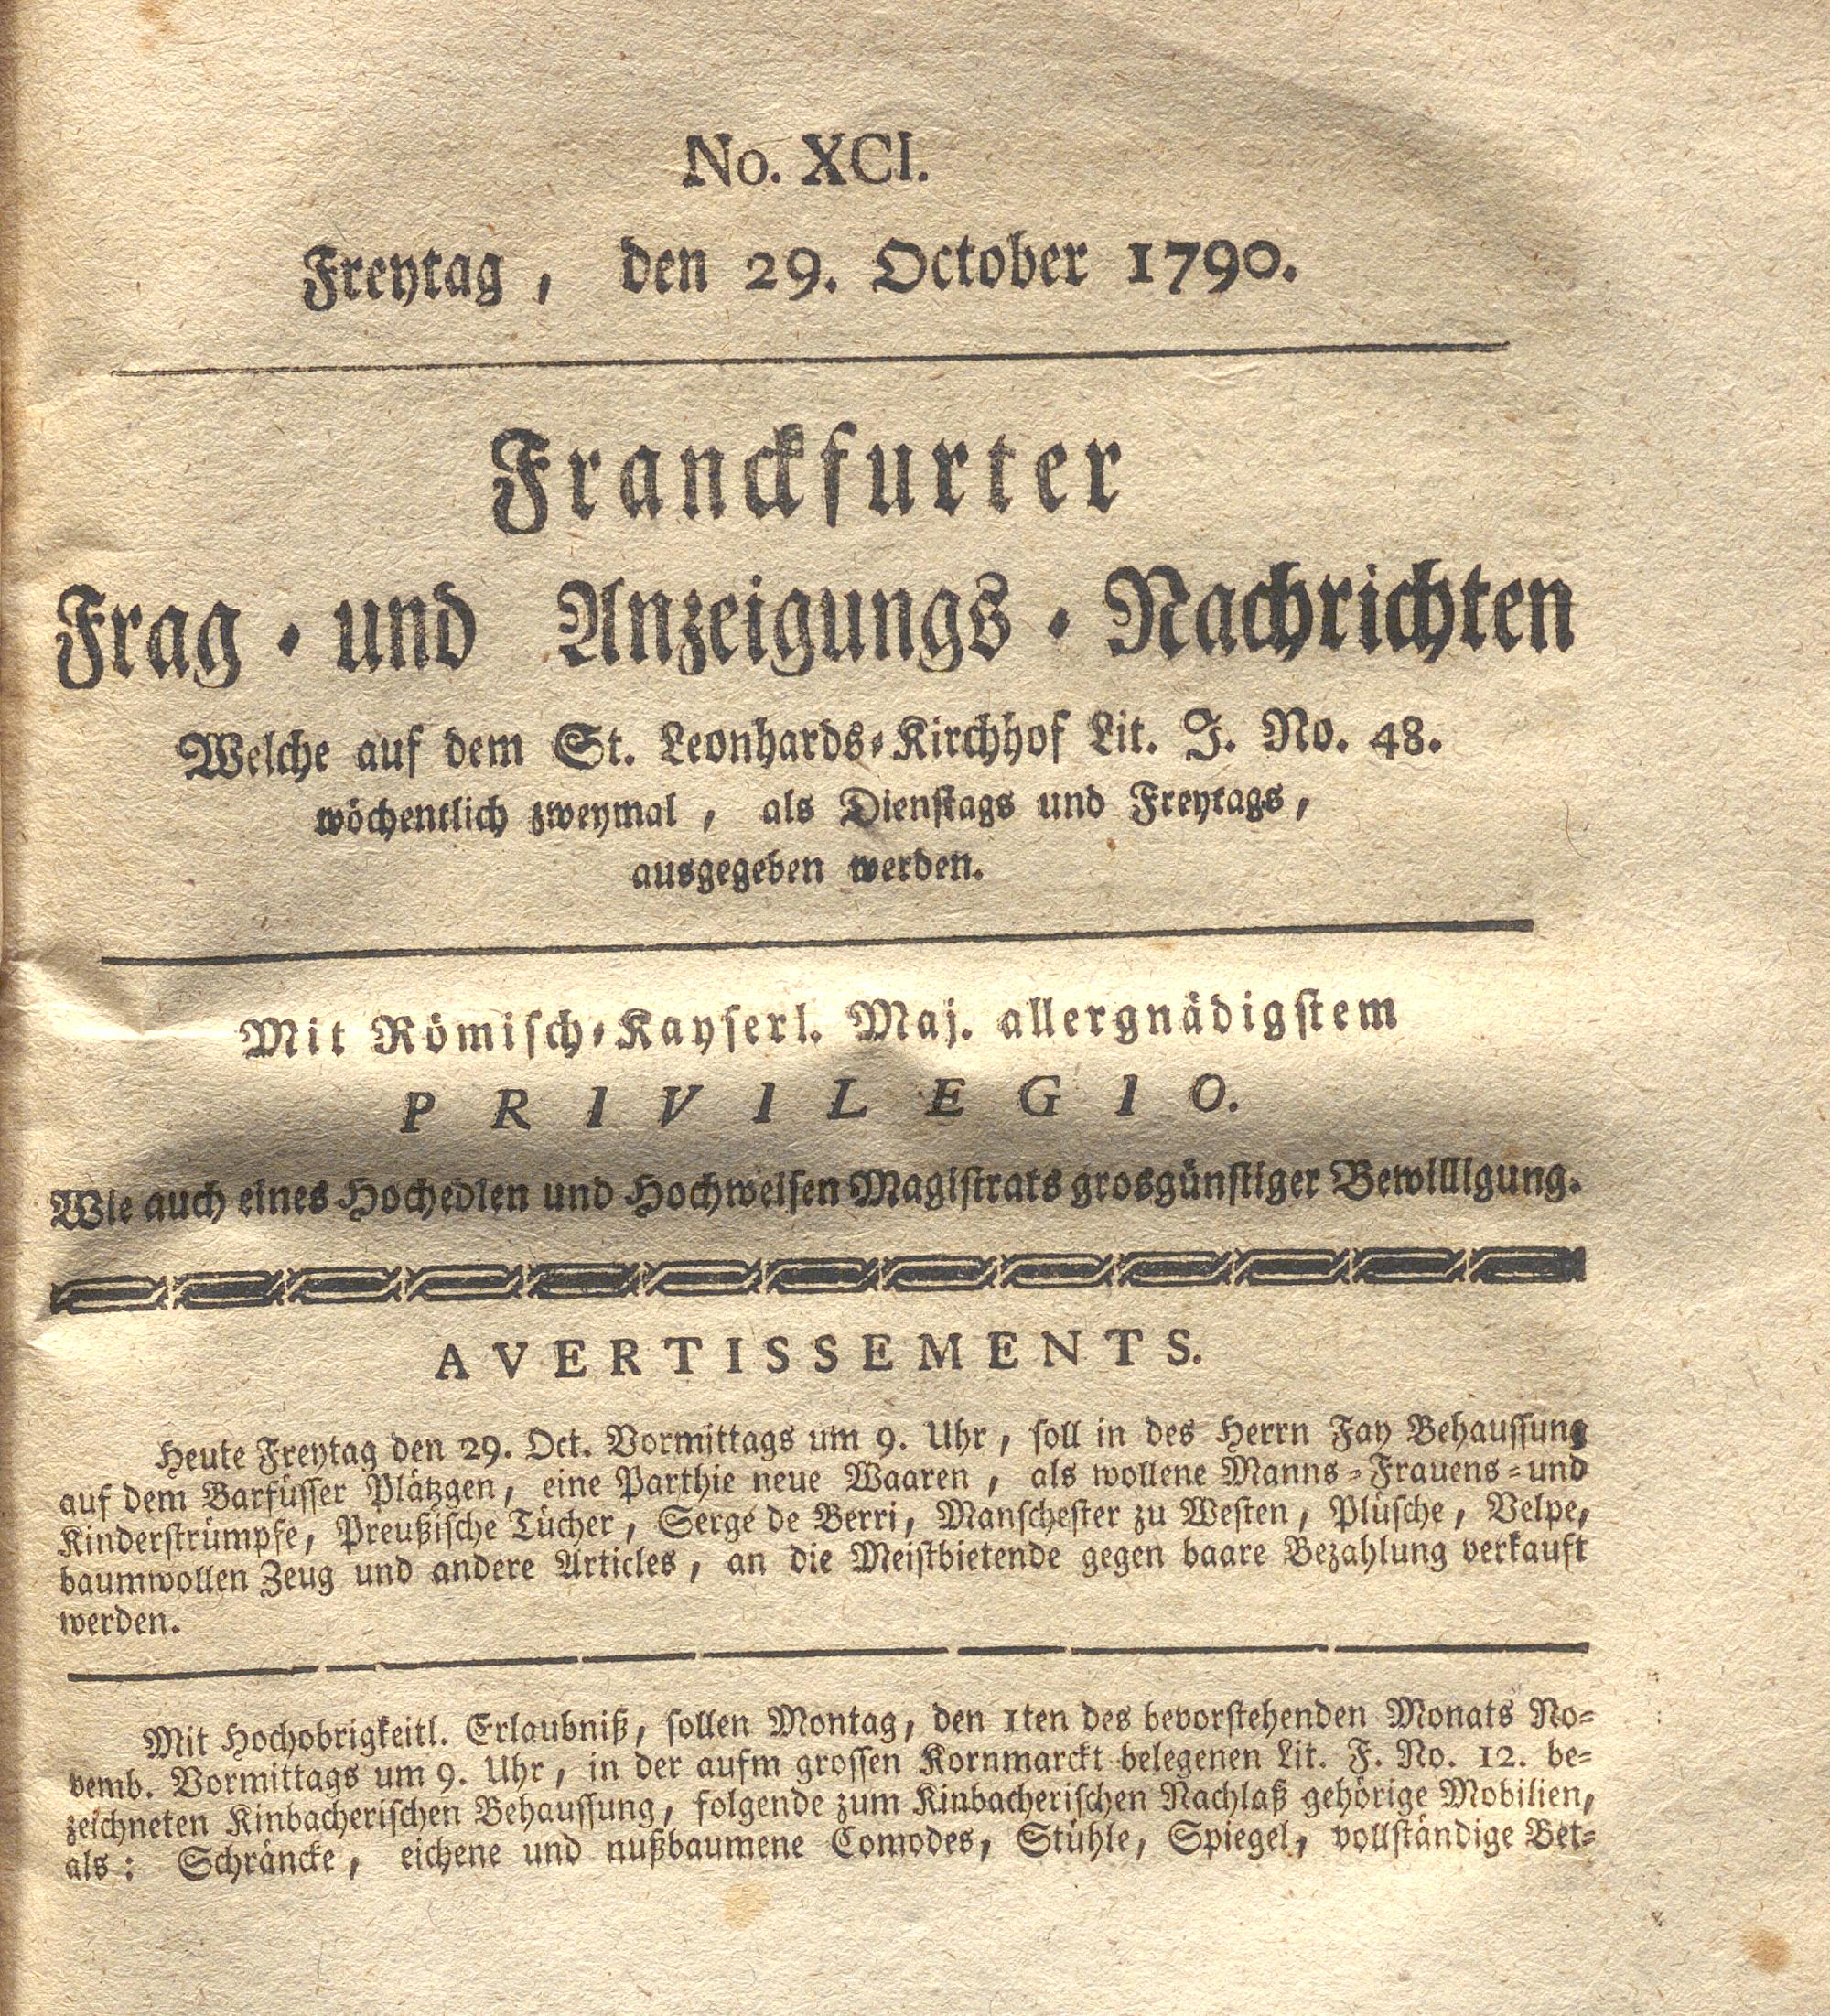 No. XCI.
Freytag, den 29. October 1790.
Franckfurter
Frag- und Anzeigungs-Nachrichten
Welche auf dem St. Leonhards-Kirchhof Lit. J. No. 48.
wöchentlich zweymal, als Dienstags und Freytags,
ausgegeben werden.
Mit Römisch-Kayserl. Maj. allergnädigstem
PRIVILEGIO.
Wie auch eines Hochedlen und Hochweisen Magistrats grosgünstiger Bewilligung.
AVERTISSEMENTS.
Heute Freytag den 29. Oct. Vormittags um 9. Uhr, soll in des Herrn Fay Behaussung
auf dem Barfüsser Plätzgen, eine Parthie neue Waaren, als wollene Manns-Frauens-und
Kinderstrümpfe, Preußische Tücher, Serge de Berri, Manschester zu Westen, Plüsche, Velpe,
baumwollen Zeug und andere Articles, an die Meistbietende gegen baare Bezahlung verkauft
werden.
Mit Hochobrigkeitl. Erlaubniß, sollen Montag, den 1ten des bevorstehenden Monats No-
vemb. Vormittags um 9. Uhr, in der aufm grossen Kornmarckt belegenen Lit. F. No. 12. be-
zeichneten Kinbacherischen Behaussung, folgende zum Kinbacherischen Nachlaß gehörige Mobilien,
als: Schräncke, eichene und nußbaumene Comodes, Stühle, Spiegel, vollständige Bet-